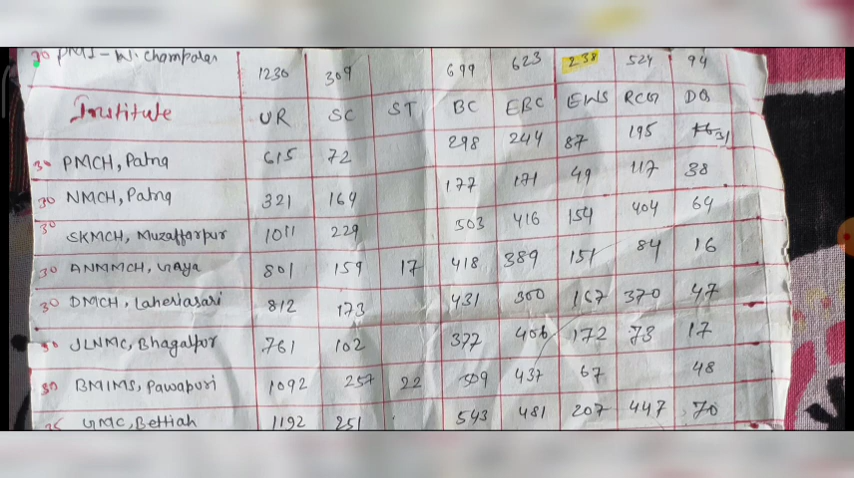 30 PMI - W. Champaran 1230 309 699 623 238 524 94
Institute UR SC ST BC EBC EWS RCG DQ
30 PMCH, Patna 615 72 298 244 87 195 31
30 NMCH, Patna 321 164 177 171 49 117 38
30 SKMCH, Muzaffarpur 1011 229 503 416 154 404 64
30 ANMMCH, Gaya 801 159 17 418 389 151 84 16
30 DMCH, Laheriasari 812 173 431 360 167 370 47
30 JLNMC, Bhagalpor 761 102 377 406 172 73 17
30 BMIMS, Pawapuri 1092 257 22 509 437 67 48
GMC, Bettiah 1192 251 543 481 207 447 70